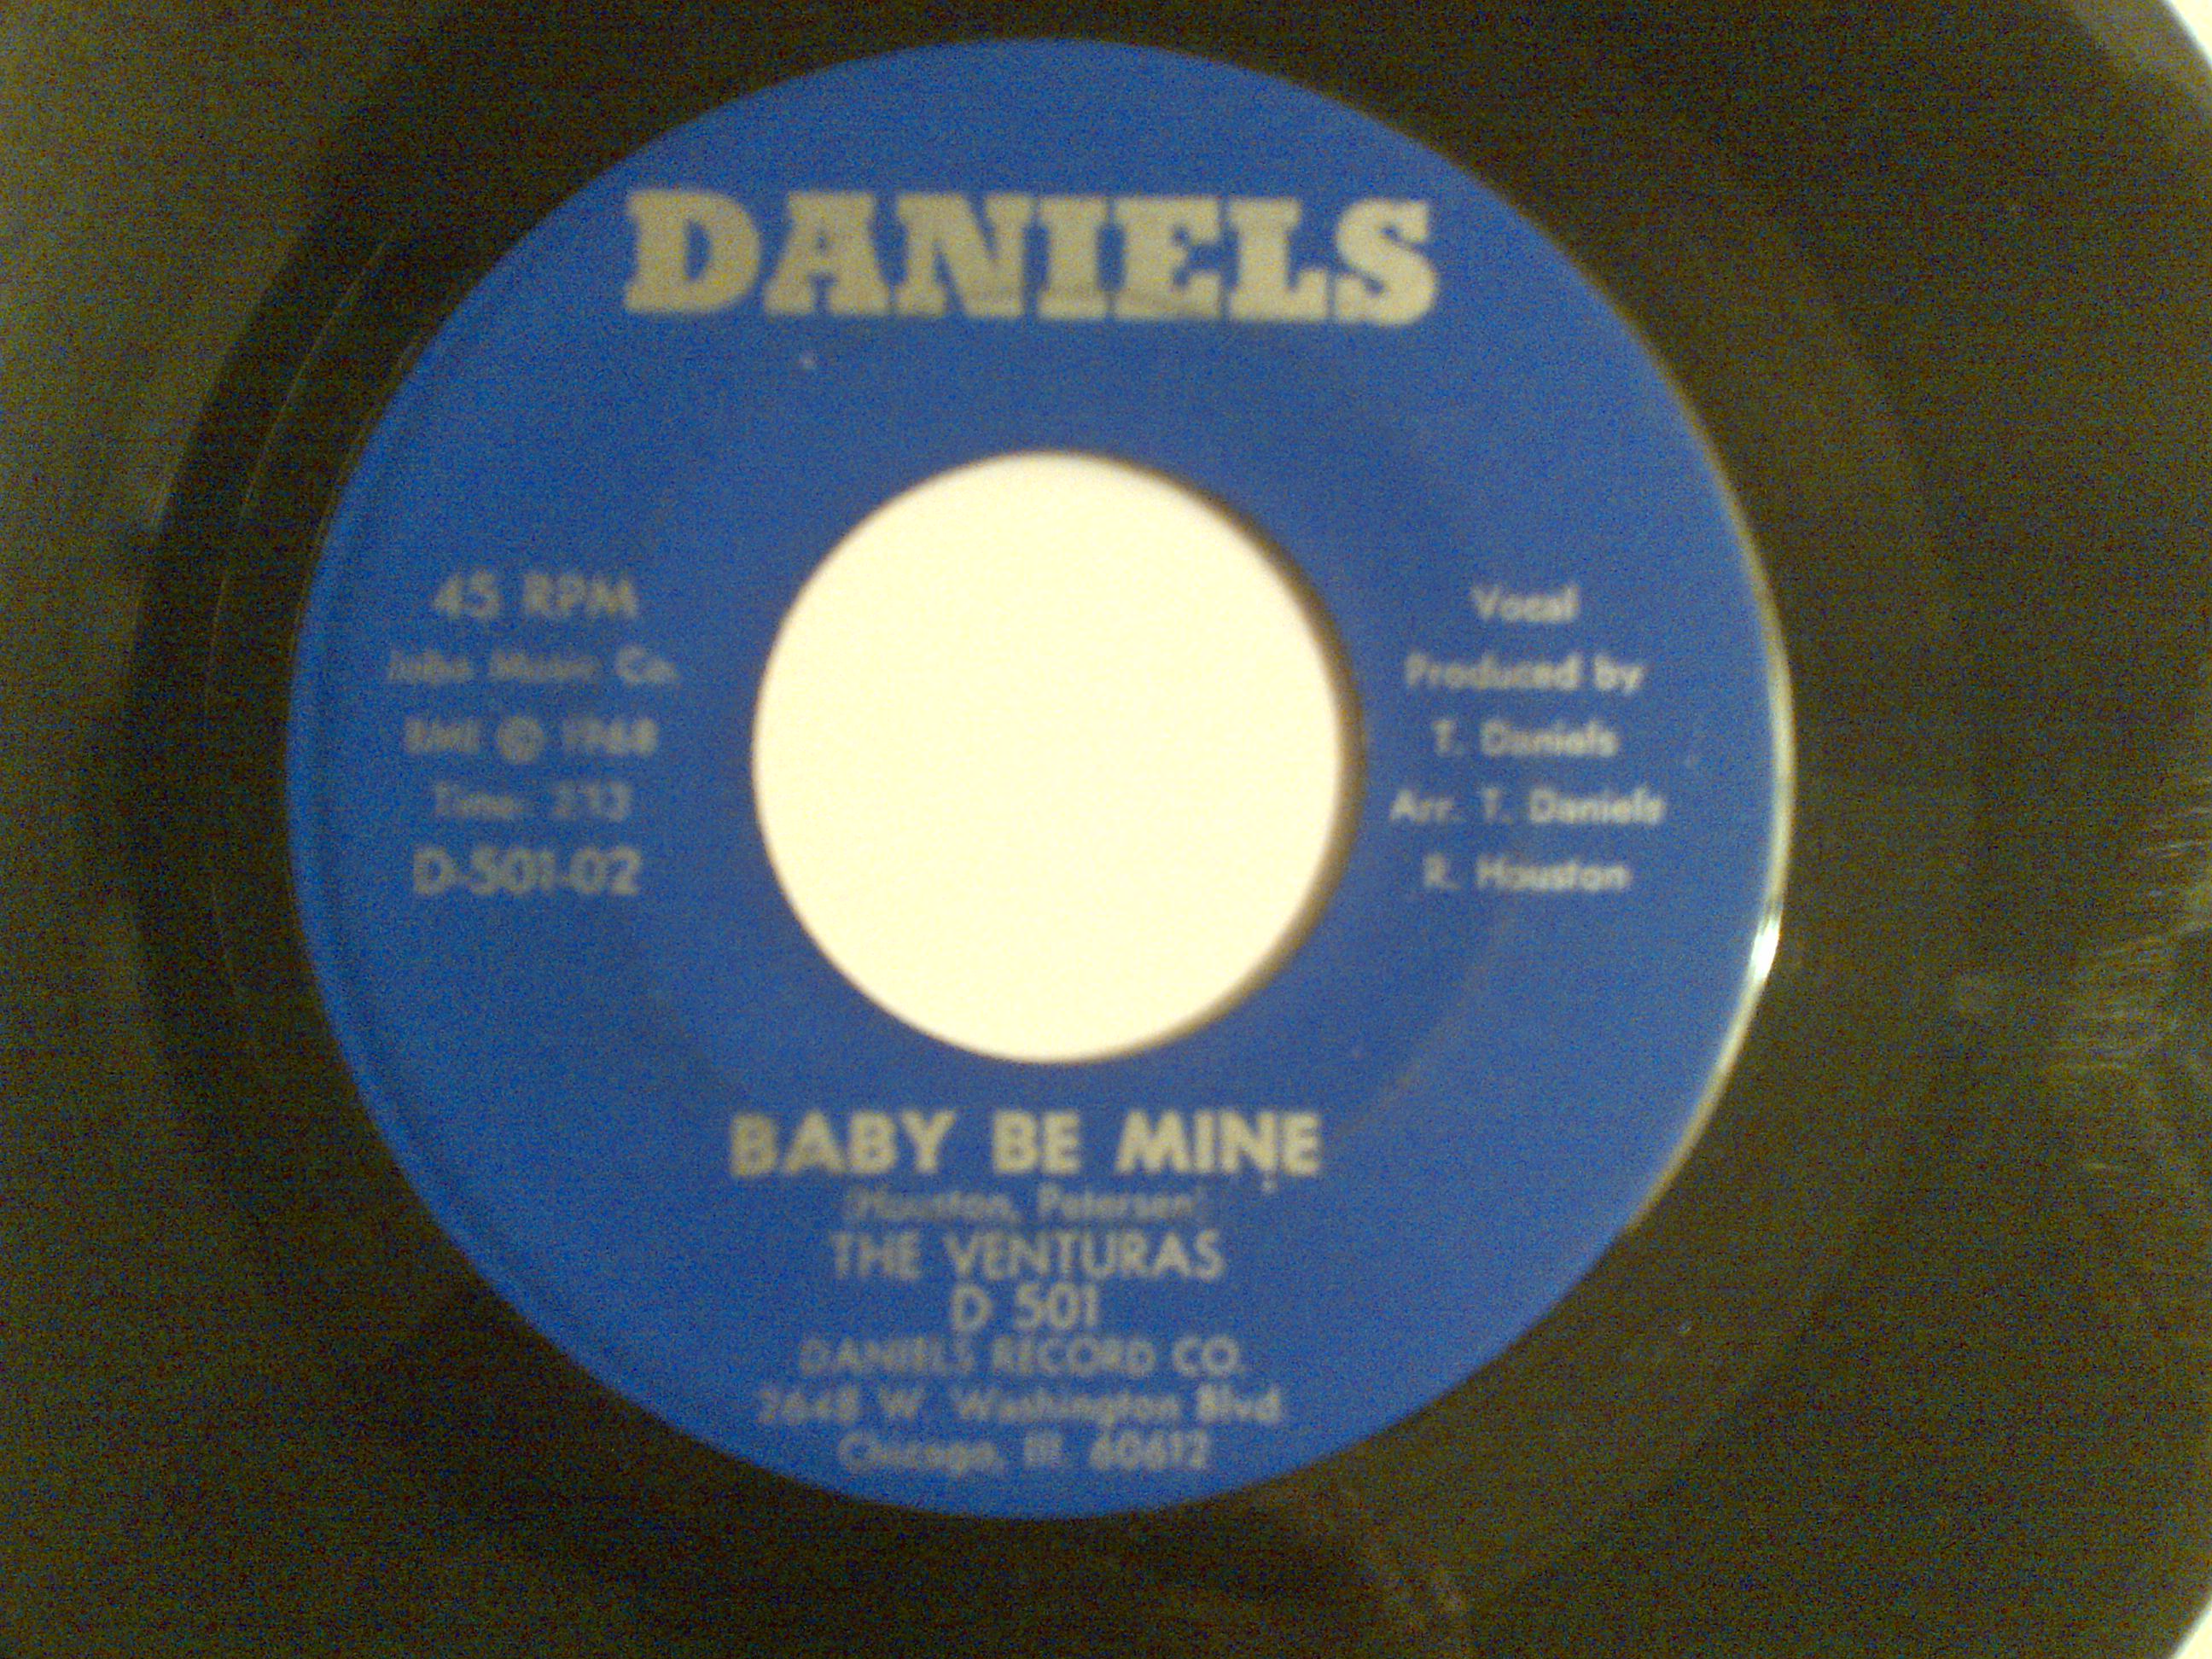 DANIELS
45 RPM
Music Co.
BMI © 1968
Time: 2:13
D-501-02
Vocal
Produced by
T. Daniels
Arr. T. Daniels
R. Houston
BABY BE MINE
(Houston, Petersen)
THE VENTURAS
D 501
DANIELS RECORD CO.
2648 W. Washington Blvd.
Chicago, Ill. 60612